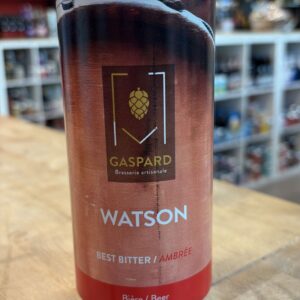 GASPARD
Brasserie artisanale
WATSON
BEST BITTER / AMBRÉE
Bière / Beer